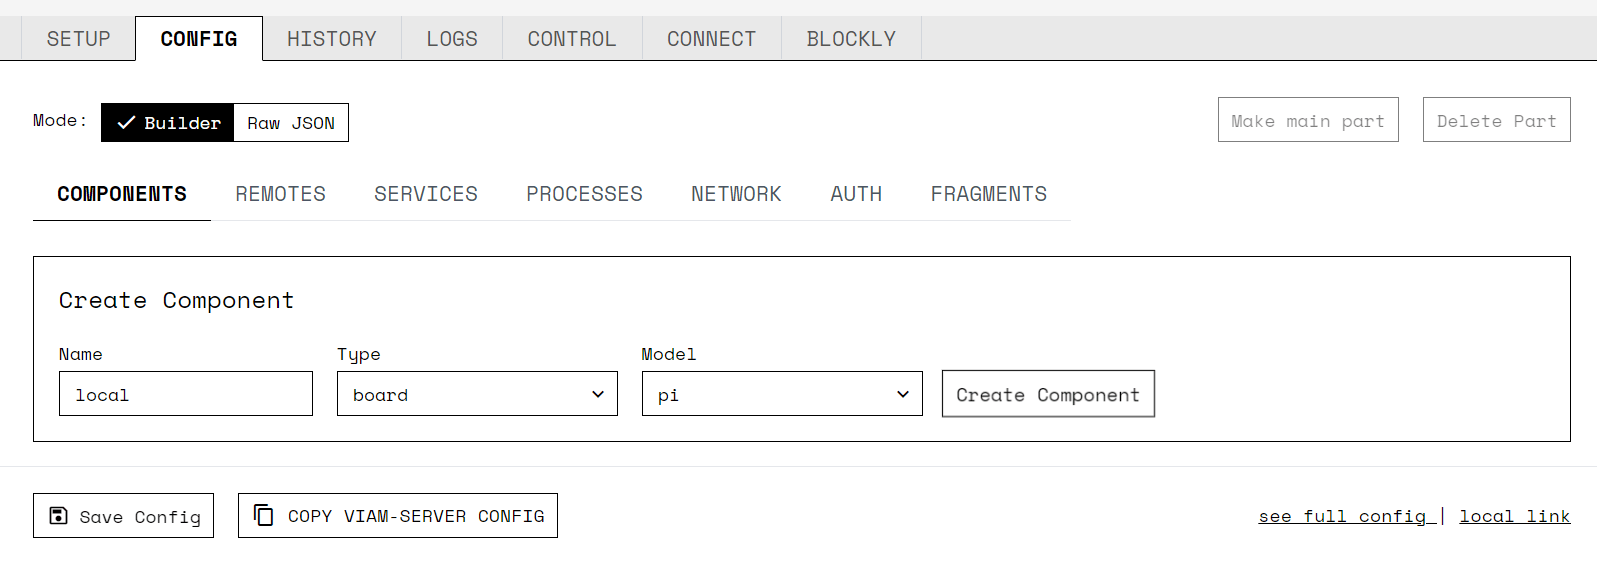 SETUP CONFIG HISTORY LOGS CONTROL CONNECT BLOCKLY
Mode: Builder Raw JSON Make main part Delete Part
COMPONENTS REMOTES SERVICES PROCESSES NETWORK AUTH FRAGMENTS
Create Component
Name Type Model
local board pi Create Component
Save Config COPY VIAM-SERVER CONFIG see full config | local link